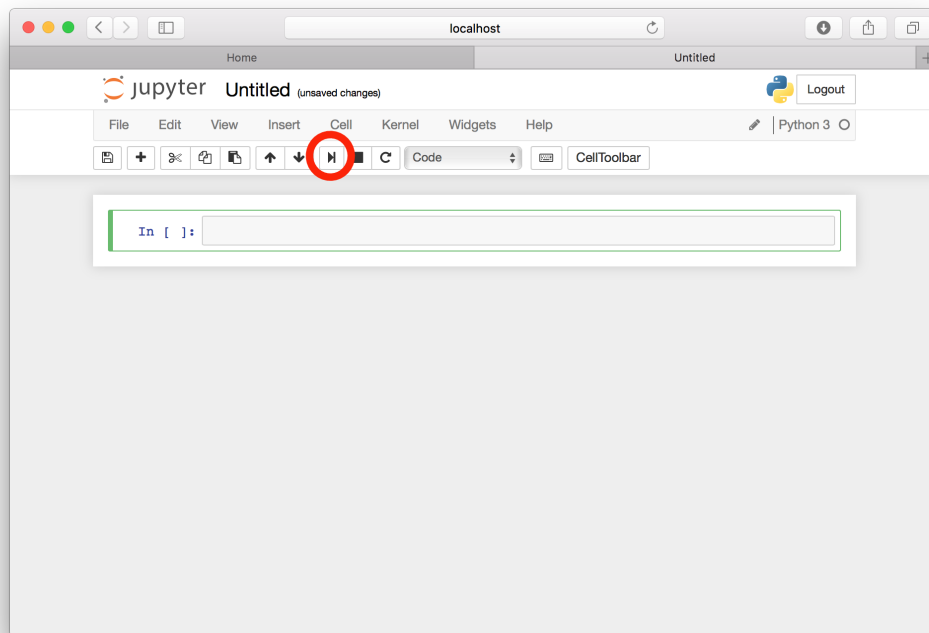 localhost
Home Untitled
jupyter Untitled (unsaved changes) Logout
File Edit View Insert Cell Kernel Widgets Help Python 3
Code CellToolbar
In [ ]: